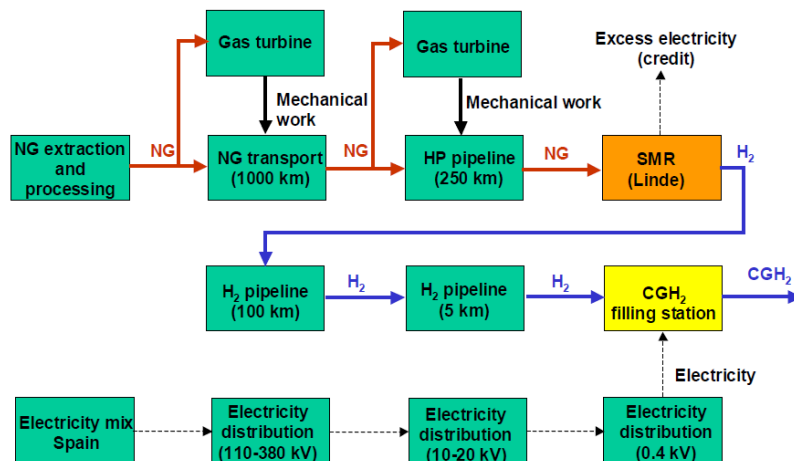 Gas turbine
Gas turbine
Excess electricity
(credit)
Mechanical
work
Mechanical work
NG extraction
and
processing
NG
NG transport
(1000 km)
NG
HP pipeline
(250 km)
NG
SMR
(Linde)
H₂
H₂ pipeline
(100 km)
H₂
H₂ pipeline
(5 km)
H₂
CGH₂
filling station
CGH₂
Electricity
Electricity mix
Spain
Electricity
distribution
(110-380 kV)
Electricity
distribution
(10-20 kV)
Electricity
distribution
(0.4 kV)